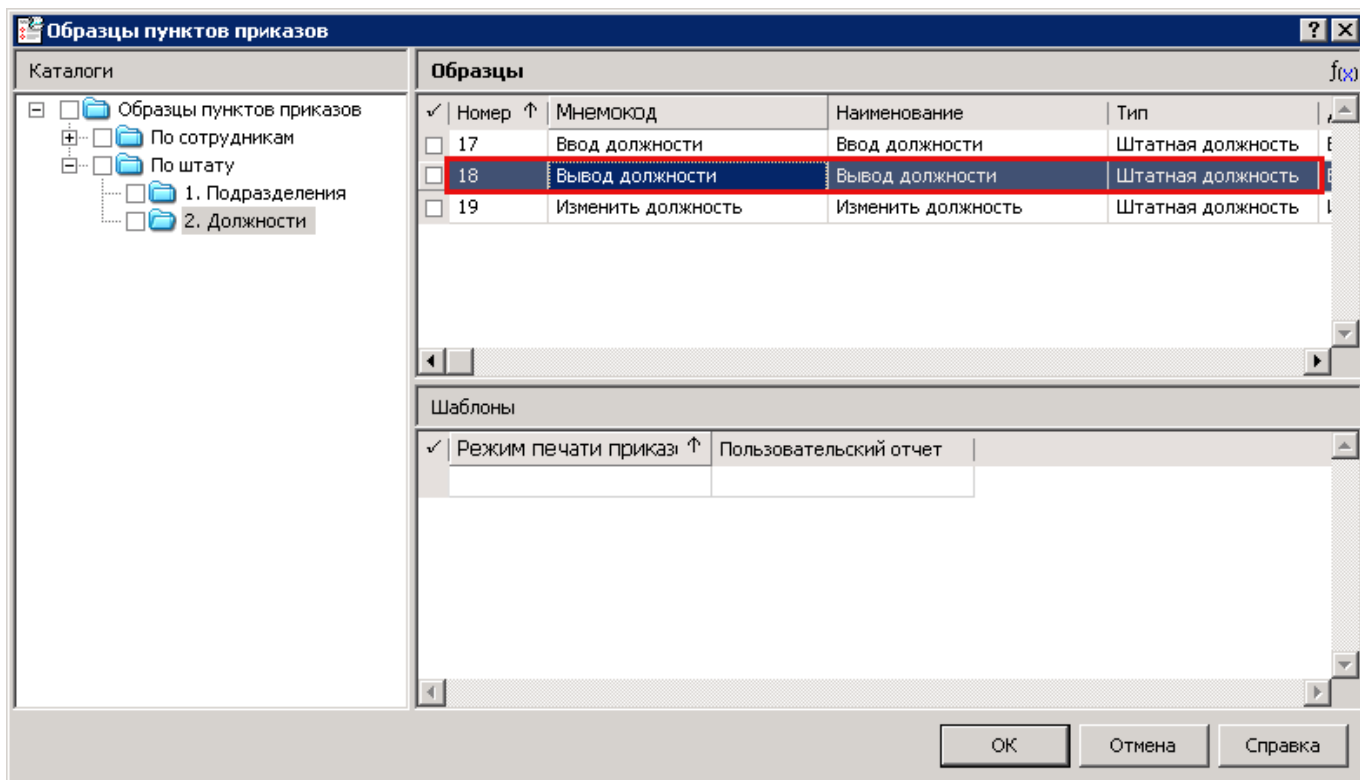 Образцы пунктов приказов
Каталоги
Образцы пунктов приказов
По сотрудникам
По штату
1. Подразделения
2. Должности
Образцы
f(x)
Номер Мнемокод Наименование Тип
17 Ввод должности Ввод должности Штатная должность
18 Вывод должности Вывод должности Штатная должность
19 Изменить должность Изменить должность Штатная должность
Шаблоны
Режим печати приказ Пользовательский отчет
ОК Отмена Справка